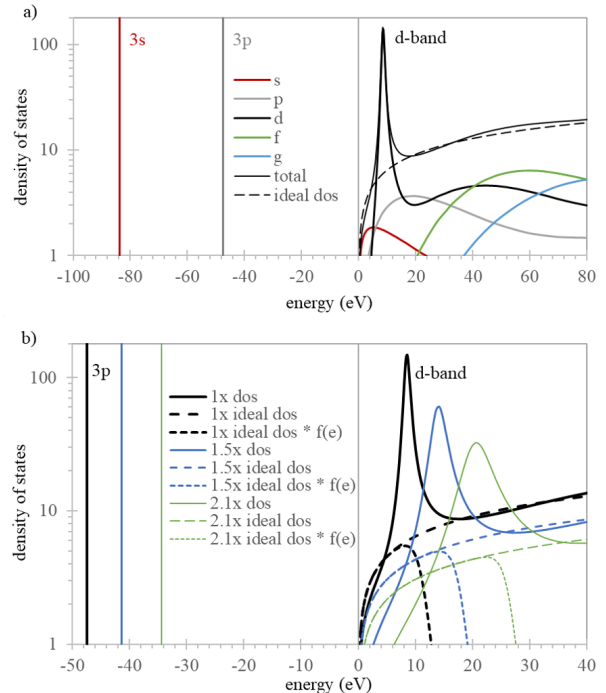 a)
3s
3p
d-band
100
10
1
density of states
s
p
d
f
g
total
ideal dos
-100 -80 -60 -40 -20 0 20 40 60 80
energy (eV)
b)
3p
d-band
100
10
1
density of states
1x dos
1x ideal dos
1x ideal dos * f(e)
1.5x dos
1.5x ideal dos
1.5x ideal dos * f(e)
2.1x dos
2.1x ideal dos
2.1x ideal dos * f(e)
-50 -40 -30 -20 -10 0 10 20 30 40
energy (eV)